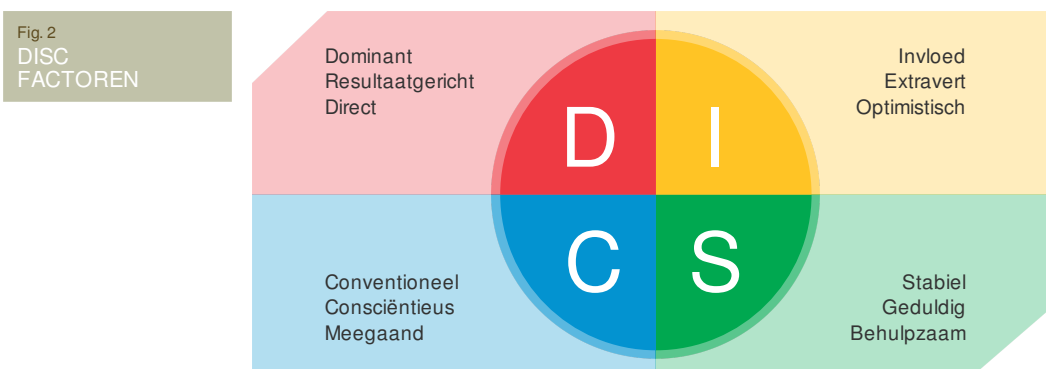 Fig. 2
DISC
FACTOREN
Dominant
Resultaatgericht
Direct
Invloed
Extravert
Optimistisch
D
I
C
S
Conventioneel
Consciëntieus
Meegaand
Stabiel
Geduldig
Behulpzaam